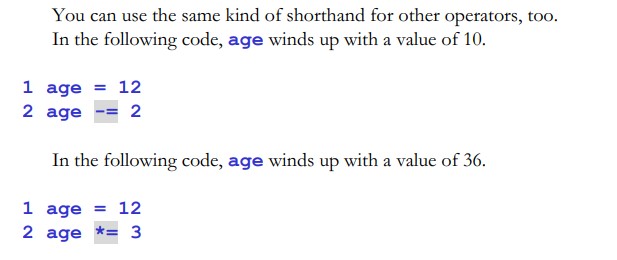 You can use the same kind of shorthand for other operators, too.
In the following code, age winds up with a value of 10.
1 age = 12
2 age -= 2
In the following code, age winds up with a value of 36.
1 age = 12
2 age *= 3